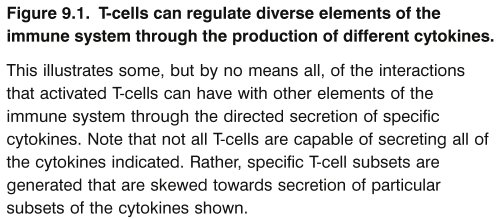 Figure 9.1. T-cells can regulate diverse elements of the
immune system through the production of different cytokines.
This illustrates some, but by no means all, of the interactions
that activated T-cells can have with other elements of the
immune system through the directed secretion of specific
cytokines. Note that not all T-cells are capable of secreting all of
the cytokines indicated. Rather, specific T-cell subsets are
generated that are skewed towards secretion of particular
subsets of the cytokines shown.